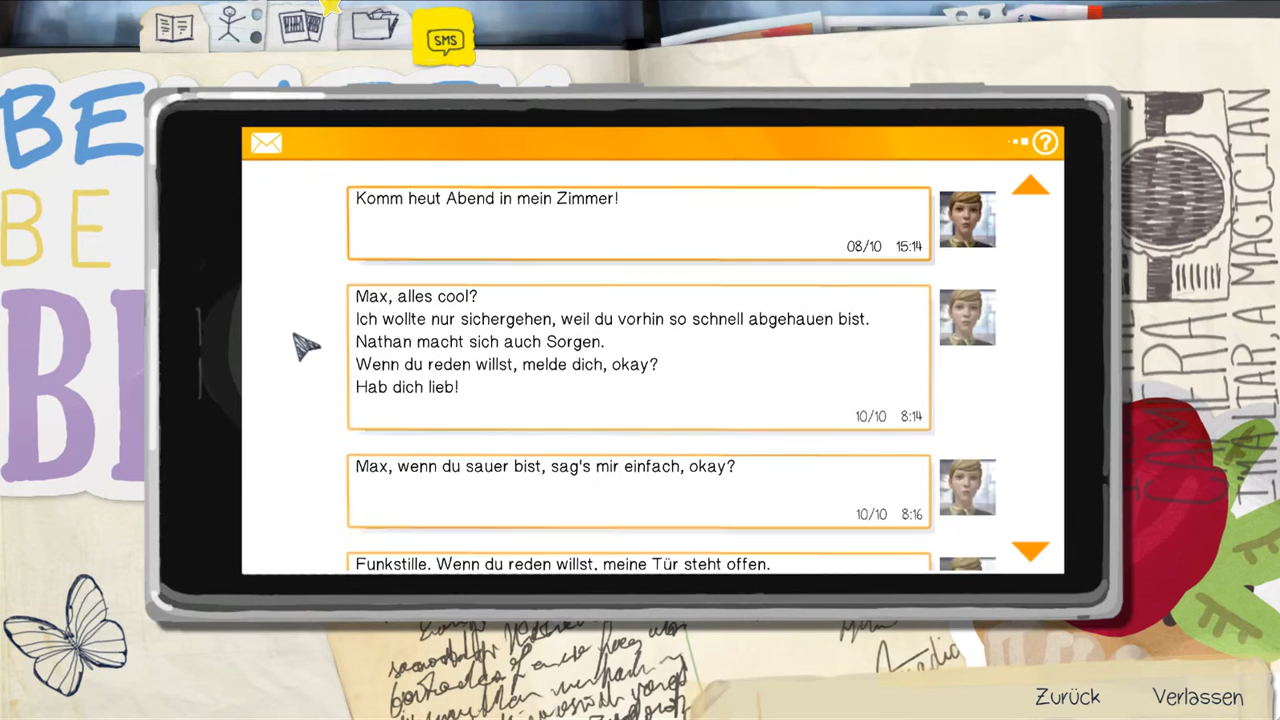 SMS
BE
BE
Komm heut Abend in mein Zimmer!
08/10 15:14
Max, alles cool?
Ich wollte nur sichergehen, weil du vorhin so schnell abgehauen bist.
Nathan macht sich auch Sorgen.
Wenn du reden willst, melde dich, okay?
Hab dich lieb!
10/10 8:14
Max, wenn du sauer bist, sag's mir einfach, okay?
10/10 8:16
Funkstille. Wenn du reden willst, meine Tür steht offen.
MAGICIAN
Zurück Verlassen